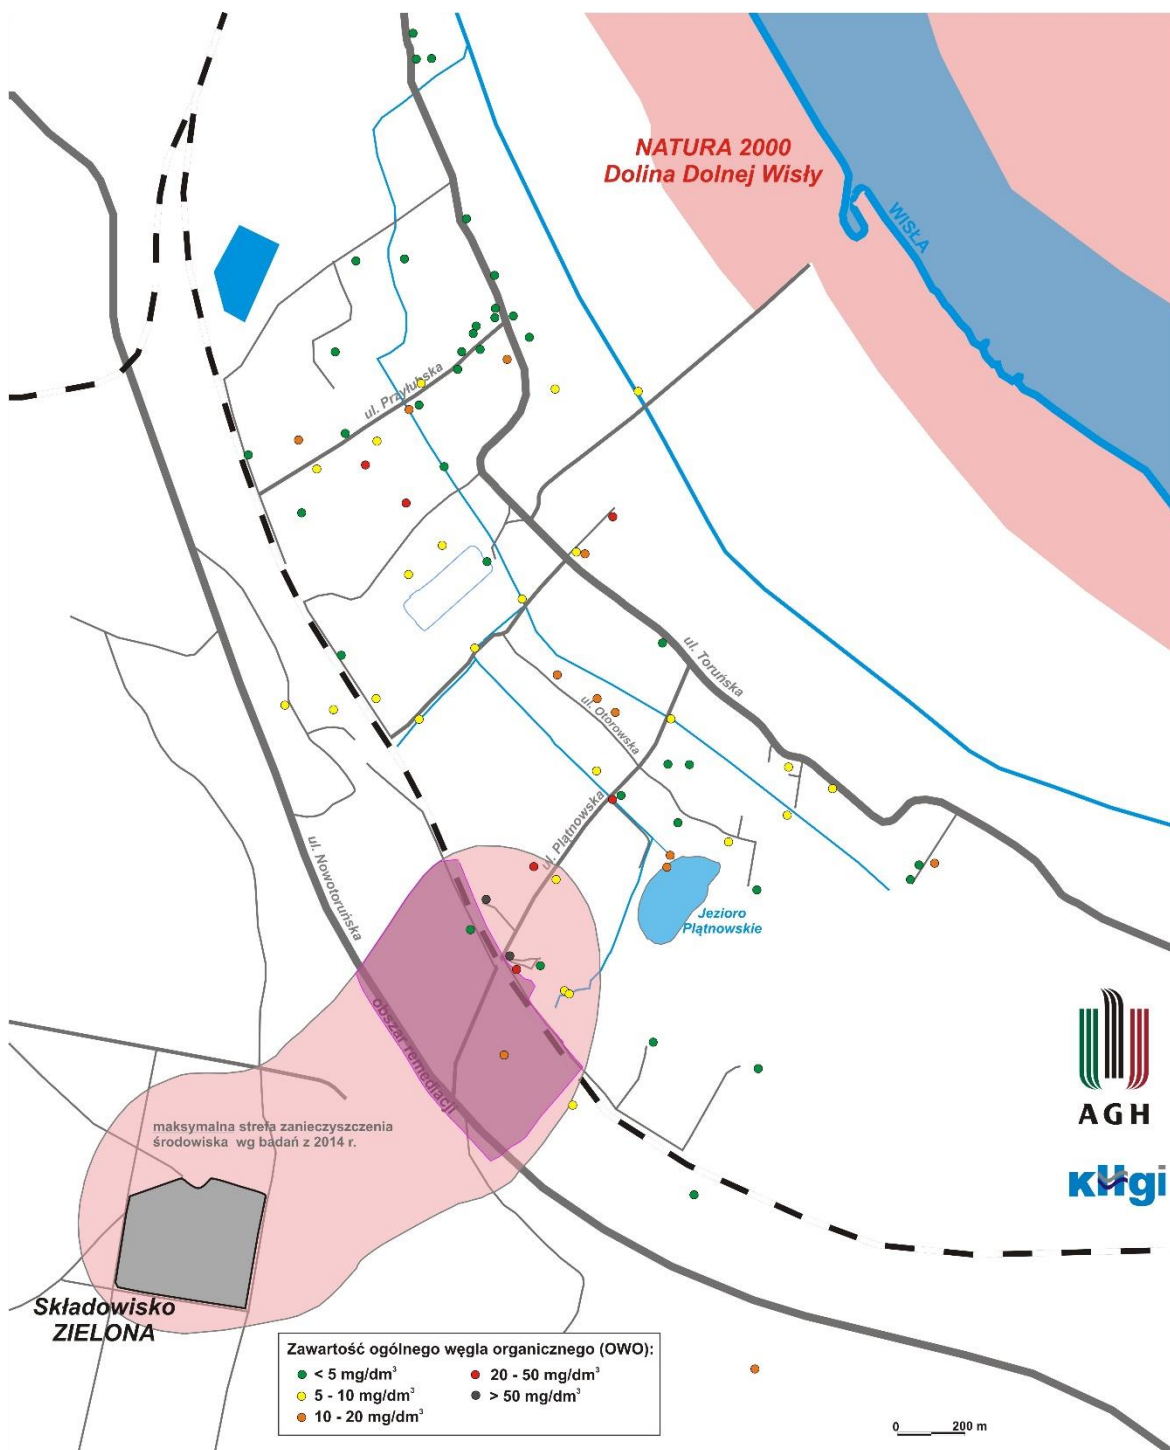 NATURA 2000
Dolina Dolnej Wisły
WISŁA
ul. Przyłubska
ul. Toruńska
ul. Otorowska
ul. Plątnowska
ul. Nowotoruńska
Jezioro
Plątnowskie
obszar remediacji
AGH
KHgi
maksymalna strefa zanieczyszczenia
środowiska wg badań z 2014 r.
Składowisko
ZIELONA
Zawartość ogólnego węgla organicznego (OWO):
< 5 mg/dm³
20 - 50 mg/dm³
5 - 10 mg/dm³
> 50 mg/dm³
10 - 20 mg/dm³
0 200 m